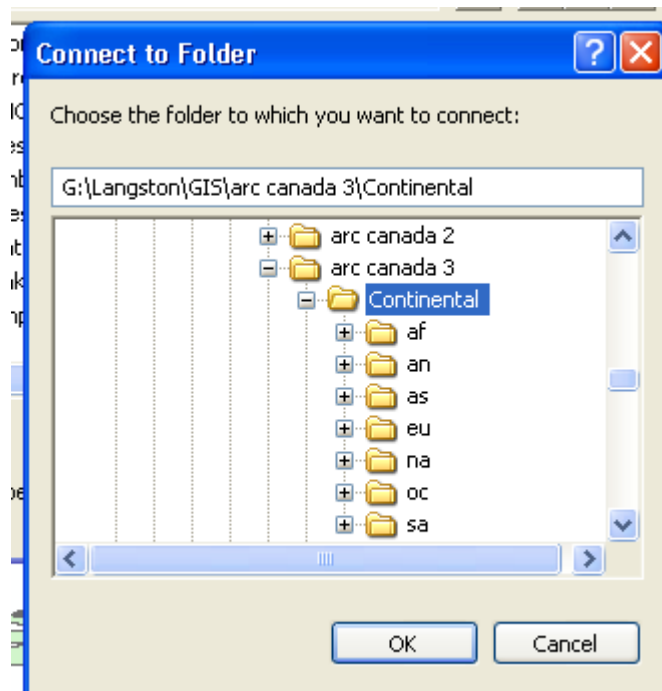 Connect to Folder
Choose the folder to which you want to connect:
G:\Langston\GIS\arc canada 3\Continental
arc canada 2
arc canada 3
Continental
af
an
as
eu
na
oc
sa
OK
Cancel